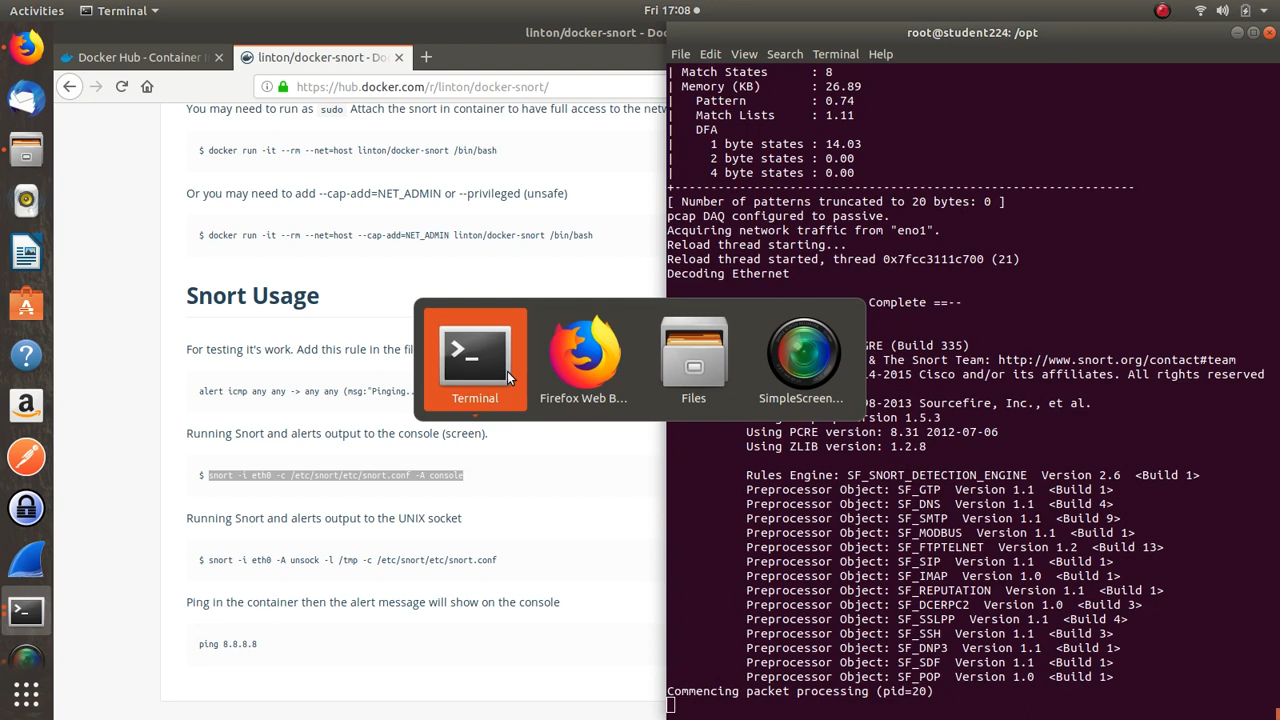 Activities
Terminal
Fri 17:08
linton/docker-snort - Do
root@student224: /opt
Docker Hub - Container I
linton/docker-snort - Do
https://hub.docker.com/r/linton/docker-snort/
File Edit View Search Terminal Help
You may need to run as sudo Attach the snort in container to have full access to the netw
$ docker run -it --rm --net=host linton/docker-snort /bin/bash
Or you may need to add --cap-add=NET_ADMIN or --privileged (unsafe)
$ docker run -it --rm --net=host --cap-add=NET_ADMIN linton/docker-snort /bin/bash
Snort Usage
For testing it's work. Add this rule in the fil
alert icmp any any -> any any (msg:"Pinging..
Running Snort and alerts output to the console (screen).
$ snort -i eth0 -c /etc/snort/etc/snort.conf -A console
Running Snort and alerts output to the UNIX socket
$ snort -i eth0 -A unsock -l /tmp -c /etc/snort/etc/snort.conf
Ping in the container then the alert message will show on the console
ping 8.8.8.8
Terminal
Firefox Web B...
Files
SimpleScreen...
| Match States : 8
| Memory (KB) : 26.89
| Pattern : 0.74
| Match Lists : 1.11
| DFA
| 1 byte states : 14.03
| 2 byte states : 0.00
| 4 byte states : 0.00
+----------------------------------------------------------------
[ Number of patterns truncated to 20 bytes: 0 ]
pcap DAQ configured to passive.
Acquiring network traffic from "eno1".
Reload thread starting...
Reload thread started, thread 0x7fcc3111c700 (21)
Decoding Ethernet
Complete ==--
GRE (Build 335)
& The Snort Team: http://www.snort.org/contact#team
14-2015 Cisco and/or its affiliates. All rights reserved
98-2013 Sourcefire, Inc., et al.
version 1.5.3
Using PCRE version: 8.31 2012-07-06
Using ZLIB version: 1.2.8
Rules Engine: SF_SNORT_DETECTION_ENGINE Version 2.6 <Build 1>
Preprocessor Object: SF_GTP Version 1.1 <Build 1>
Preprocessor Object: SF_DNS Version 1.1 <Build 4>
Preprocessor Object: SF_SMTP Version 1.1 <Build 9>
Preprocessor Object: SF_MODBUS Version 1.1 <Build 1>
Preprocessor Object: SF_FTPTELNET Version 1.2 <Build 13>
Preprocessor Object: SF_SIP Version 1.1 <Build 1>
Preprocessor Object: SF_IMAP Version 1.0 <Build 1>
Preprocessor Object: SF_REPUTATION Version 1.1 <Build 1>
Preprocessor Object: SF_DCERPC2 Version 1.0 <Build 3>
Preprocessor Object: SF_SSLPP Version 1.1 <Build 4>
Preprocessor Object: SF_SSH Version 1.1 <Build 3>
Preprocessor Object: SF_DNP3 Version 1.1 <Build 1>
Preprocessor Object: SF_SDF Version 1.1 <Build 1>
Preprocessor Object: SF_POP Version 1.0 <Build 1>
Commencing packet processing (pid=20)